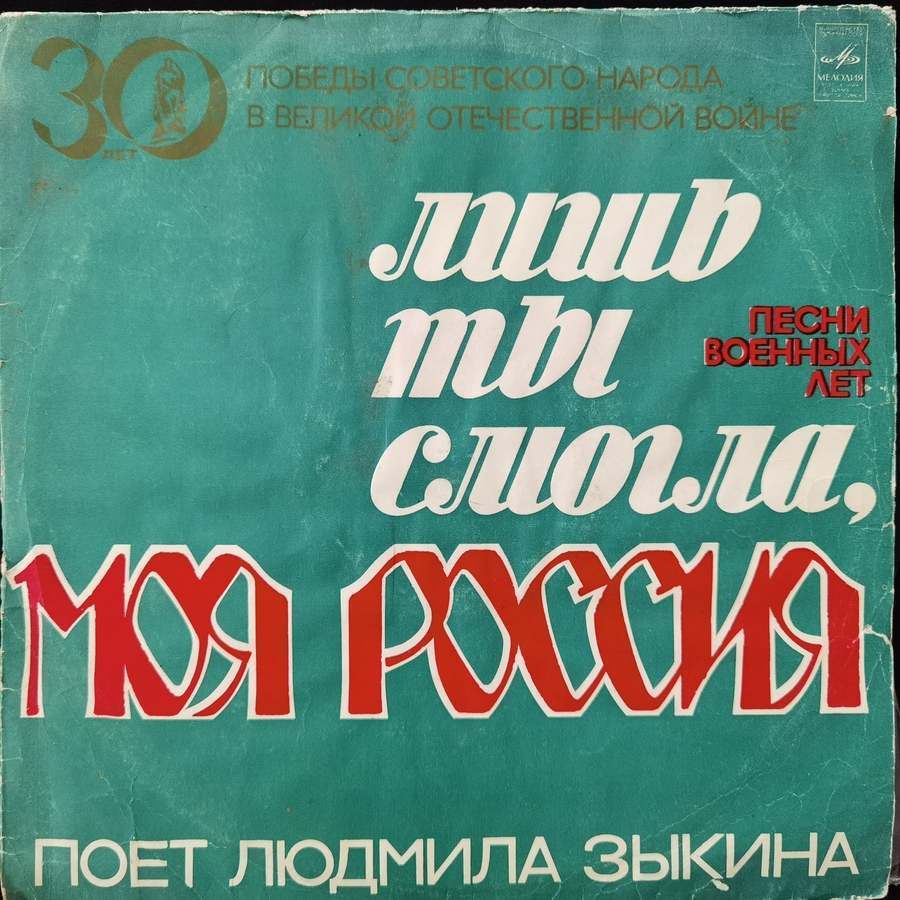 30
ЛЕТ
ПОБЕДЫ СОВЕТСКОГО НАРОДА
В ВЕЛИКОЙ ОТЕЧЕСТВЕННОЙ ВОЙНЕ
МЕЛОДИЯ
лишь
ты
смогла,
ПЕСНИ
ВОЕННЫХ
ЛЕТ
МОЯ РОССИЯ
ПОЕТ ЛЮДМИЛА ЗЫКИНА